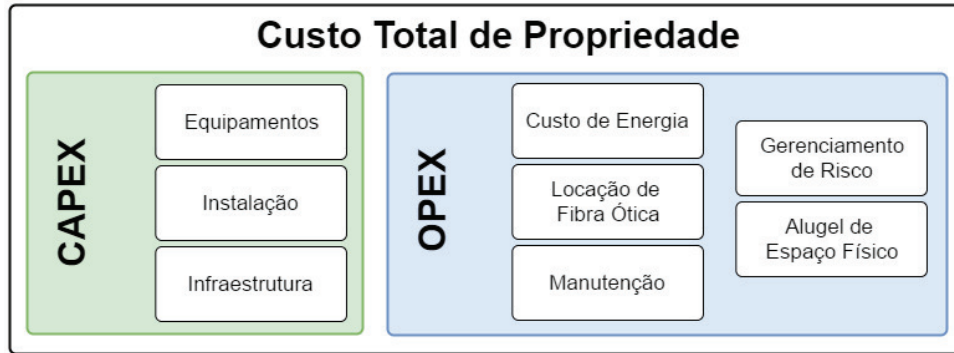 Custo Total de Propriedade
CAPEX
Equipamentos
Instalação
Infraestrutura
OPEX
Custo de Energia
Locação de
Fibra Ótica
Manutenção
Gerenciamento
de Risco
Alugel de
Espaço Físico